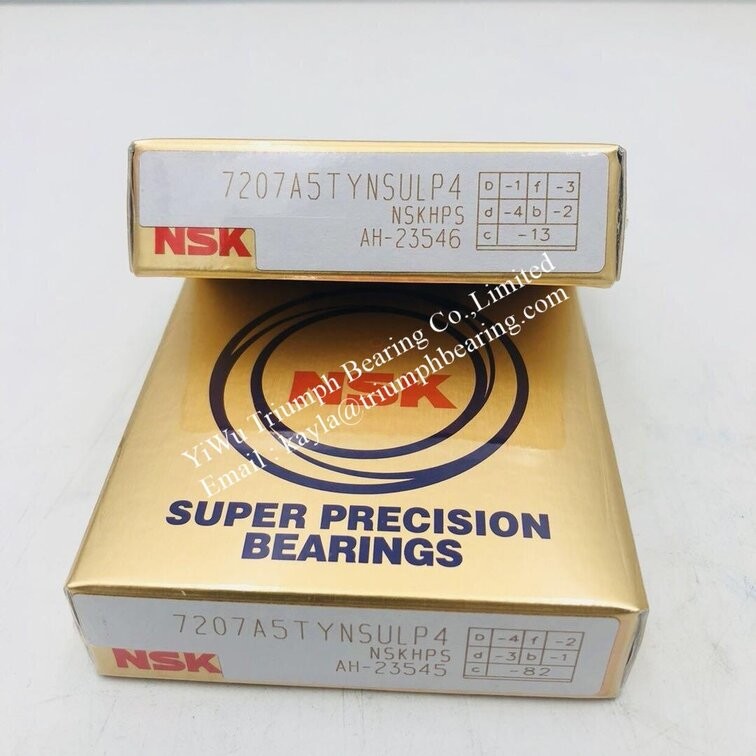 7207A5TYNSULP4
NSKHPS
AH-23546
D -1 f -3
d -4 b -2
c -13
NSK
YiWu Triumph Bearing Co.,Limited
Email : kayla@triumphbearing.com
NSK
SUPER PRECISION
BEARINGS
7207A5TYNSULP4
NSKHPS
AH-23545
D -4 f -2
d -3 b -1
c -82
NSK